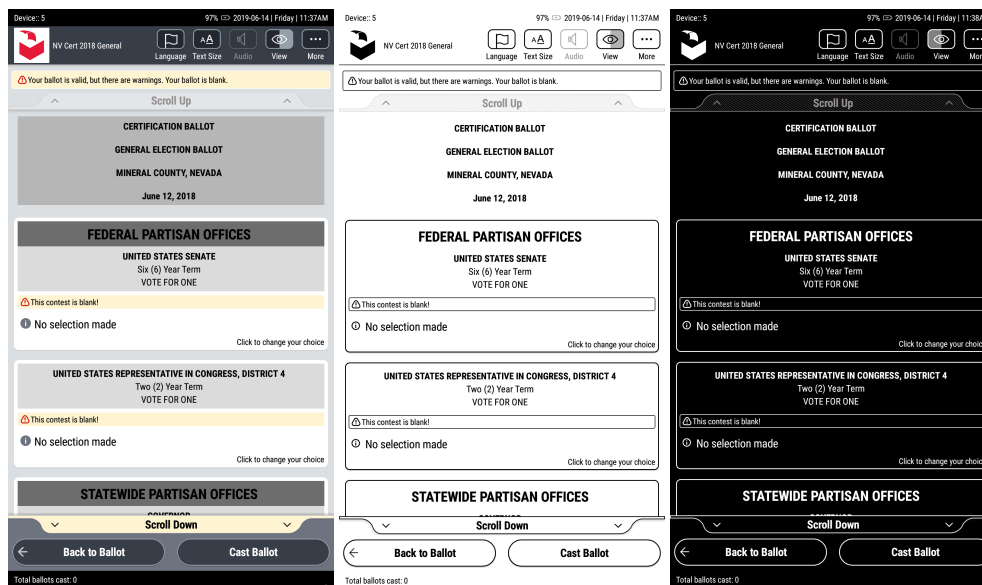 Device:: 5 97% 2019-06-14 | Friday | 11:37AM
NV Cert 2018 General
Language Text Size Audio View More
Your ballot is valid, but there are warnings. Your ballot is blank.
Scroll Up
CERTIFICATION BALLOT
GENERAL ELECTION BALLOT
MINERAL COUNTY, NEVADA
June 12, 2018
FEDERAL PARTISAN OFFICES
UNITED STATES SENATE
Six (6) Year Term
VOTE FOR ONE
This contest is blank!
No selection made
Click to change your choice
UNITED STATES REPRESENTATIVE IN CONGRESS, DISTRICT 4
Two (2) Year Term
VOTE FOR ONE
This contest is blank!
No selection made
Click to change your choice
STATEWIDE PARTISAN OFFICES
GOVERNOR
Scroll Down
Back to Ballot Cast Ballot
Total ballots cast: 0
Device:: 5 97% 2019-06-14 | Friday | 11:37AM
NV Cert 2018 General
Language Text Size Audio View More
Your ballot is valid, but there are warnings. Your ballot is blank.
Scroll Up
CERTIFICATION BALLOT
GENERAL ELECTION BALLOT
MINERAL COUNTY, NEVADA
June 12, 2018
FEDERAL PARTISAN OFFICES
UNITED STATES SENATE
Six (6) Year Term
VOTE FOR ONE
This contest is blank!
No selection made
Click to change your choice
UNITED STATES REPRESENTATIVE IN CONGRESS, DISTRICT 4
Two (2) Year Term
VOTE FOR ONE
This contest is blank!
No selection made
Click to change your choice
STATEWIDE PARTISAN OFFICES
GOVERNOR
Scroll Down
Back to Ballot Cast Ballot
Total ballots cast: 0
Device:: 5 97% 2019-06-14 | Friday | 11:38A
NV Cert 2018 General
Language Text Size Audio View Mor
Your ballot is valid, but there are warnings. Your ballot is blank.
Scroll Up
CERTIFICATION BALLOT
GENERAL ELECTION BALLOT
MINERAL COUNTY, NEVADA
June 12, 2018
FEDERAL PARTISAN OFFICES
UNITED STATES SENATE
Six (6) Year Term
VOTE FOR ONE
This contest is blank!
No selection made
Click to change your choic
UNITED STATES REPRESENTATIVE IN CONGRESS, DISTRICT 4
Two (2) Year Term
VOTE FOR ONE
This contest is blank!
No selection made
Click to change your choic
STATEWIDE PARTISAN OFFICES
GOVERNOR
Scroll Down
Back to Ballot Cast Ballot
Total ballots cast: 0